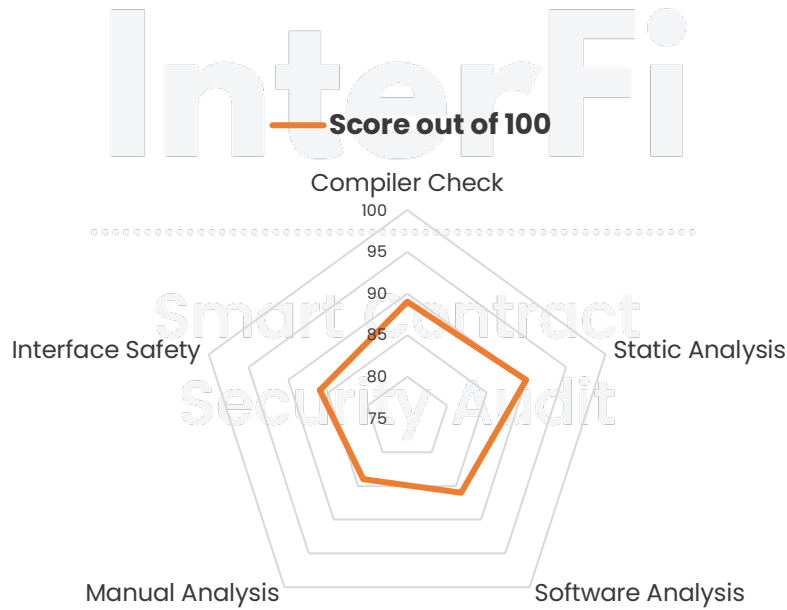 InterFi
Score out of 100
Compiler Check
100
95
Smart Contract
90
85
Interface Safety
Static Analysis
80
Security Audit
75
Manual Analysis
Software Analysis